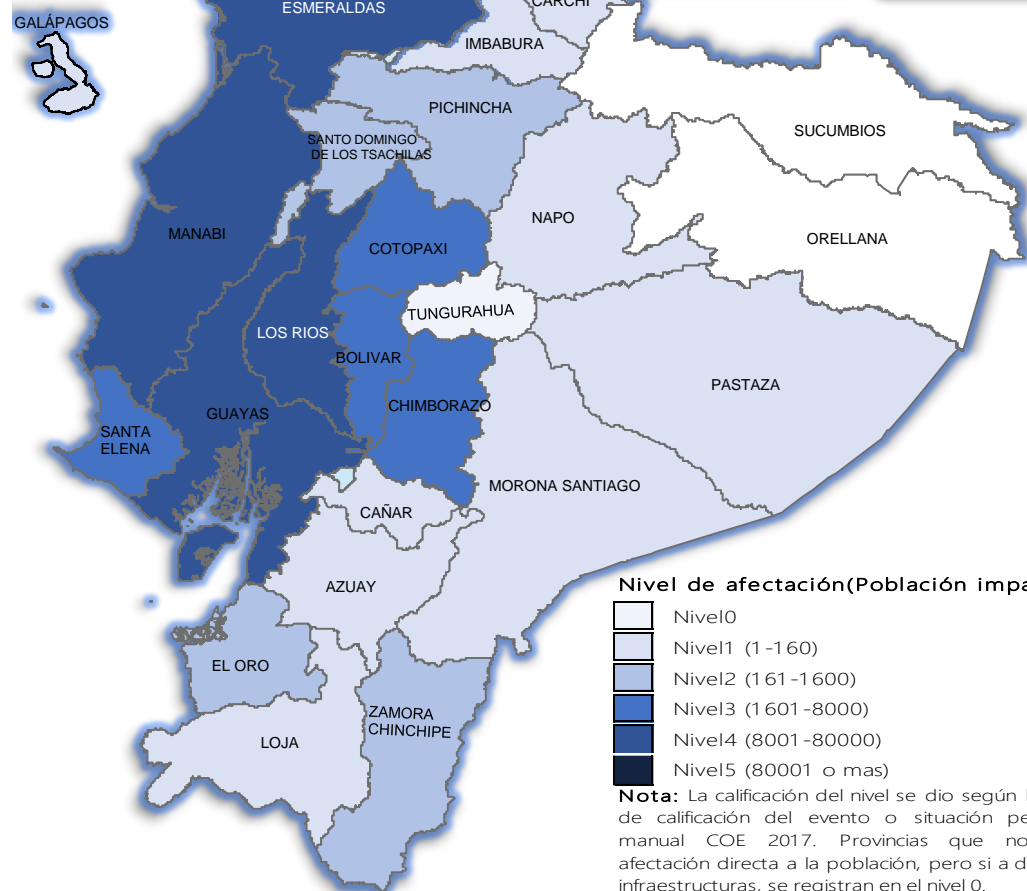 ESMERALDAS
CARCHI
GALÁPAGOS
IMBABURA
PICHINCHA
SUCUMBIOS
SANTO DOMINGO
DE LOS TSACHILAS
NAPO
MANABI
ORELLANA
COTOPAXI
TUNGURAHUA
LOS RIOS
BOLIVAR
PASTAZA
CHIMBORAZO
GUAYAS
SANTA
ELENA
MORONA SANTIAGO
CAÑAR
AZUAY
EL ORO
ZAMORA
CHINCHIPE
LOJA
Nivel de afectación(Población impa
Nivel0
Nivel1 (1-160)
Nivel2 (161-1600)
Nivel3 (1601-8000)
Nivel4 (8001-80000)
Nivel5 (80001 o mas)
Nota: La calificación del nivel se dio según
de calificación del evento o situación pe
manual COE 2017. Provincias que no
afectación directa a la población, pero si a d
infraestructuras, se registran en el nivel 0.